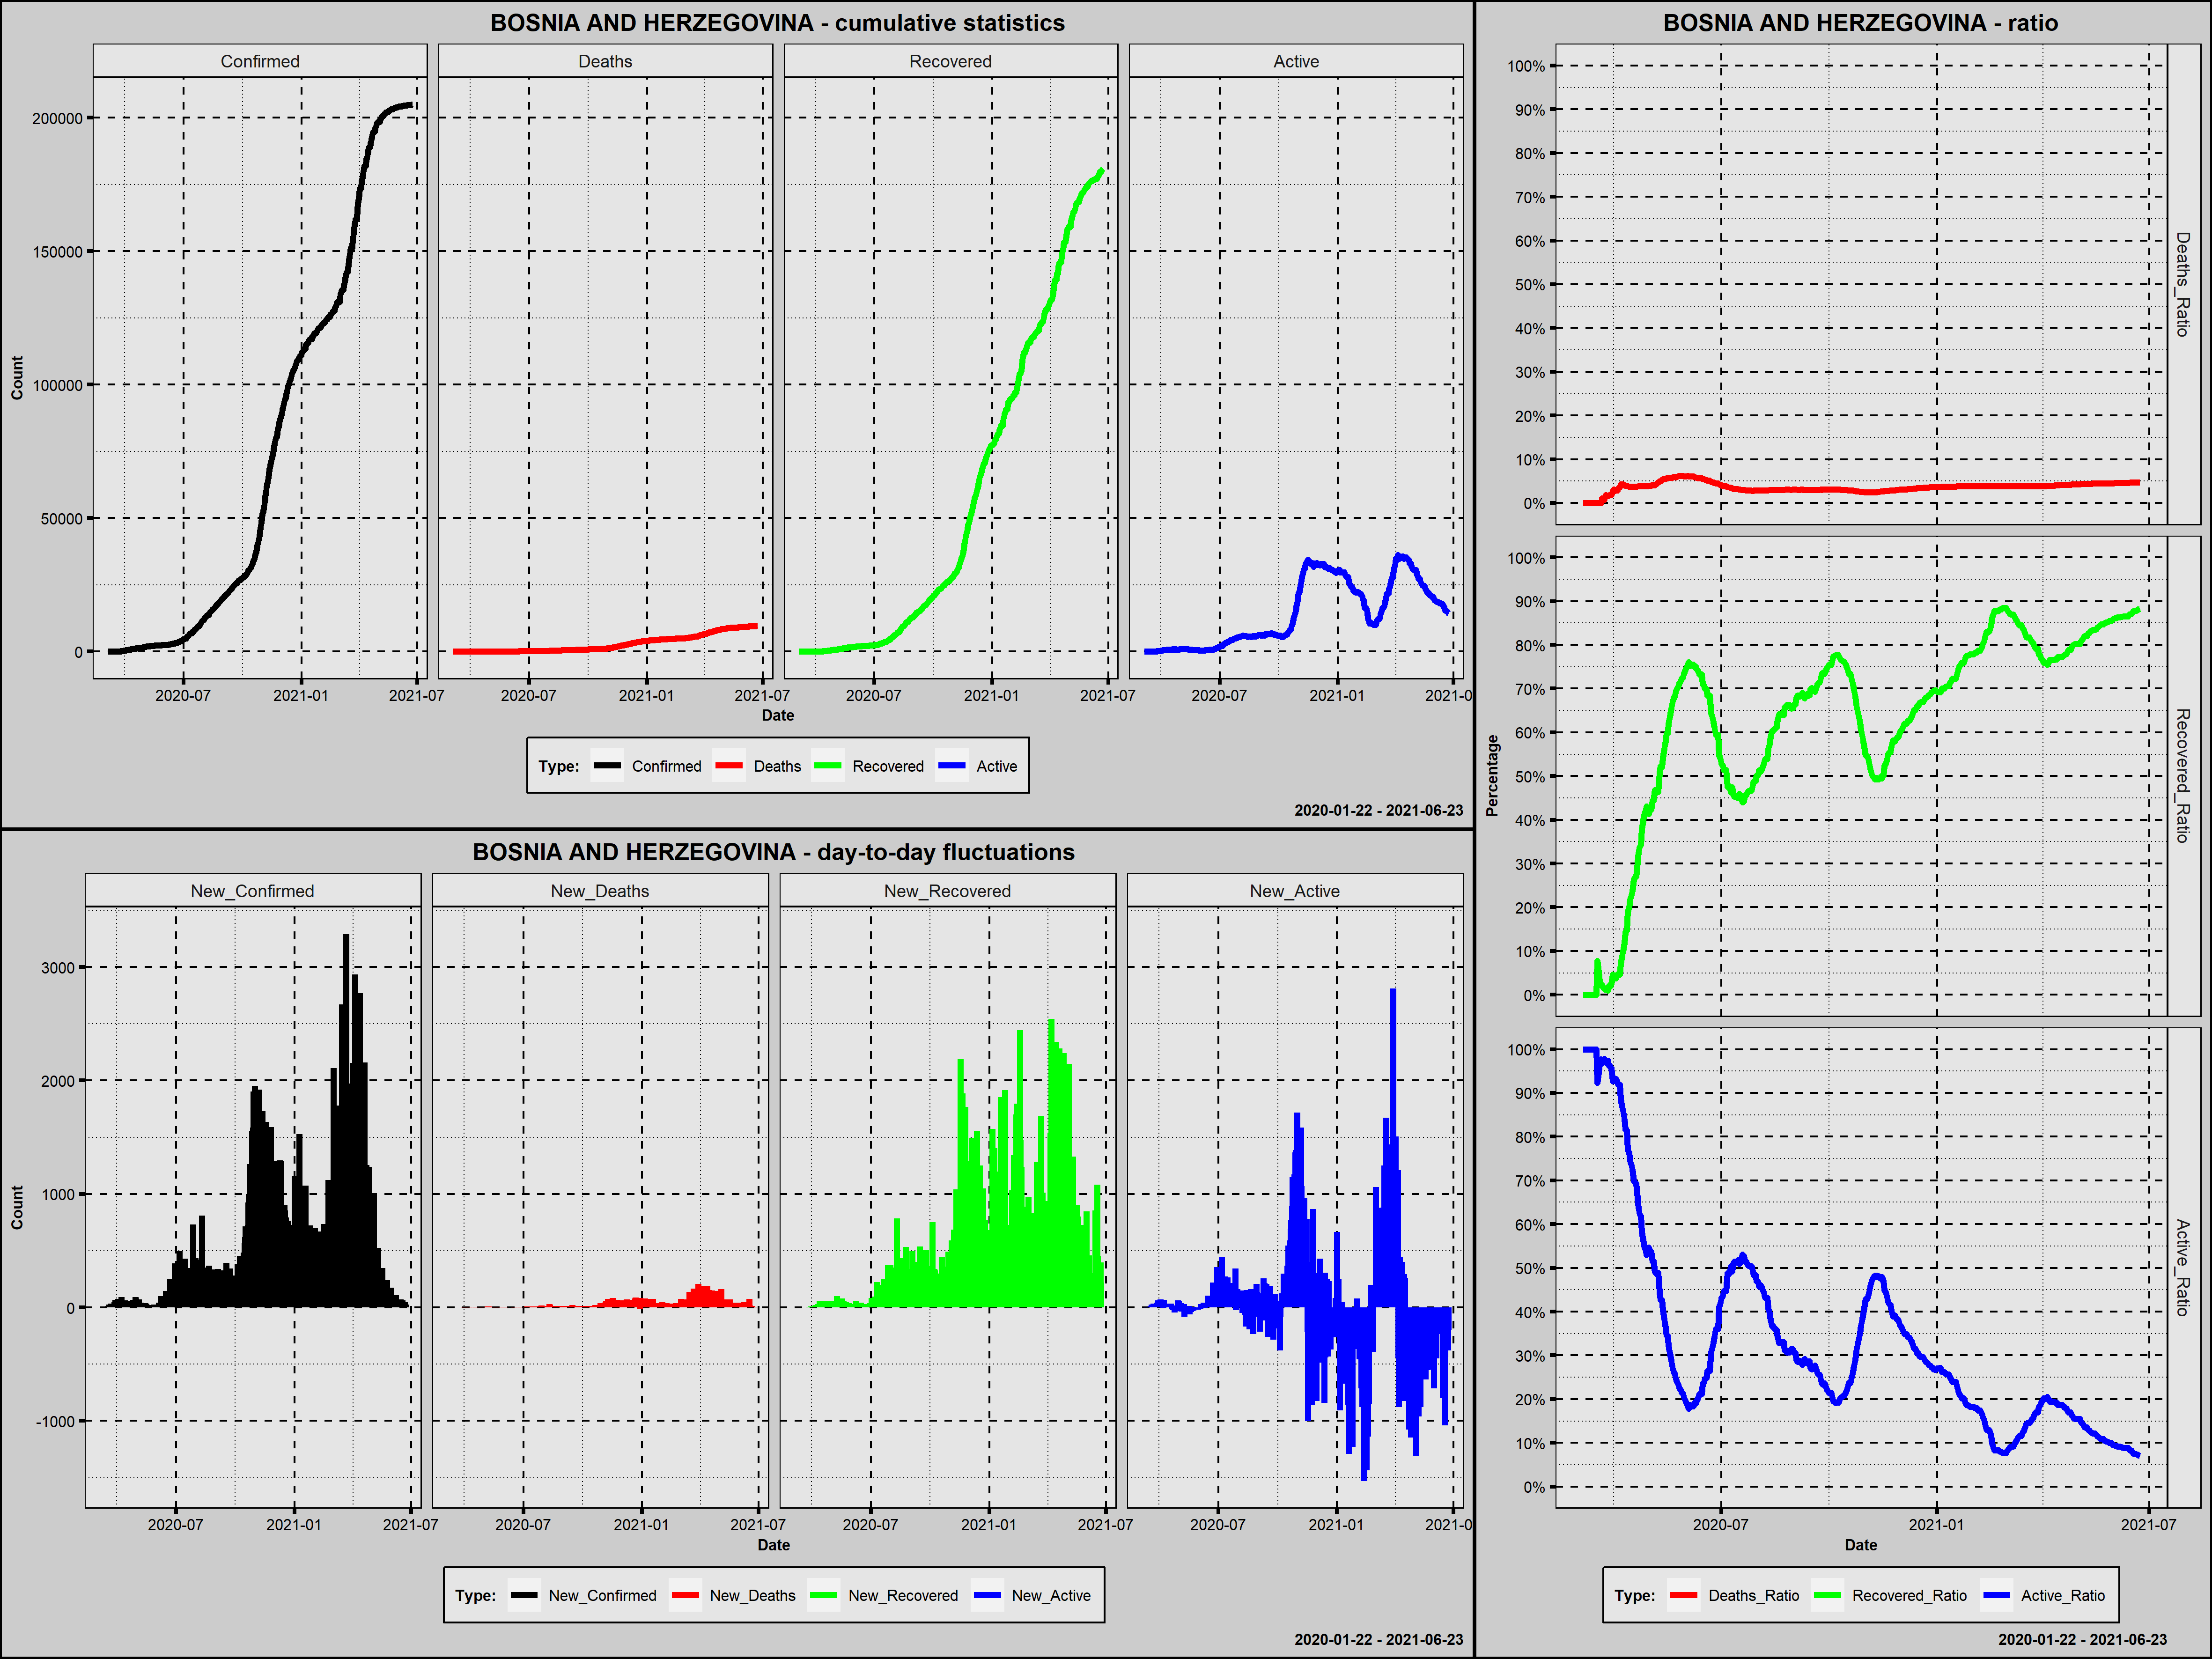 BOSNIA AND HERZEGOVINA - cumulative statistics
Confirmed Deaths Recovered Active
200000
150000
100000
50000
0
Count
2020-07 2021-01 2021-07 2020-07 2021-01 2021-07 2020-07 2021-01 2021-07 2020-07 2021-01 2021-0
Date
Type: Confirmed Deaths Recovered Active
2020-01-22 - 2021-06-23
BOSNIA AND HERZEGOVINA - day-to-day fluctuations
New_Confirmed New_Deaths New_Recovered New_Active
3000
2000
1000
0
-1000
Count
2020-07 2021-01 2021-07 2020-07 2021-01 2021-07 2020-07 2021-01 2021-07 2020-07 2021-01 2021-0
Date
Type: New_Confirmed New_Deaths New_Recovered New_Active
2020-01-22 - 2021-06-23
BOSNIA AND HERZEGOVINA - ratio
100%
90%
80%
70%
60%
50%
40%
30%
20%
10%
0%
Deaths_Ratio
100%
90%
80%
70%
60%
50%
40%
30%
20%
10%
0%
Recovered_Ratio
Percentage
100%
90%
80%
70%
60%
50%
40%
30%
20%
10%
0%
Active_Ratio
2020-07 2021-01 2021-07
Date
Type: Deaths_Ratio Recovered_Ratio Active_Ratio
2020-01-22 - 2021-06-23